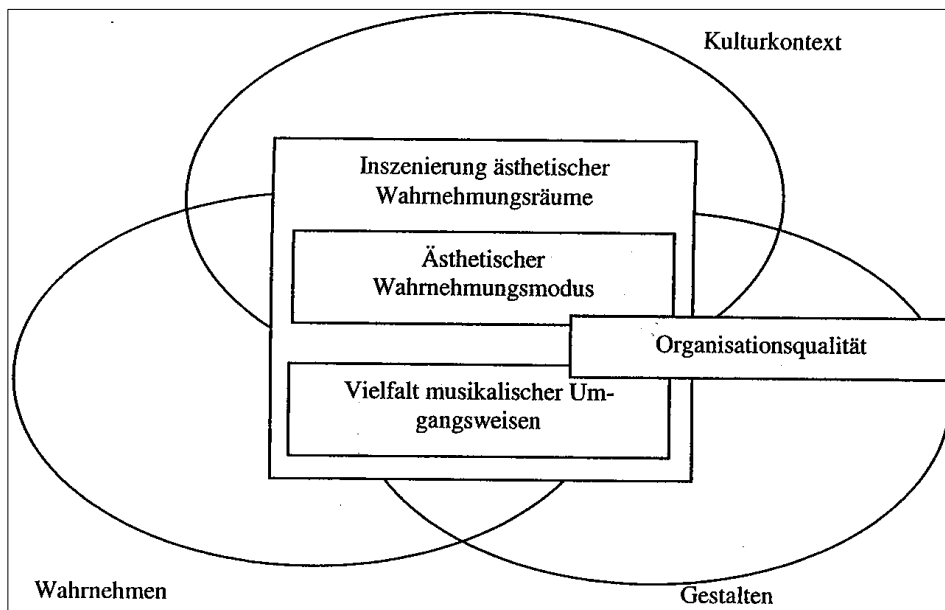 Kulturkontext
Inszenierung ästhetischer
Wahrnehmungsräume
Ästhetischer
Wahrnehmungsmodus
Organisationsqualität
Vielfalt musikalischer Um-
gangsweisen
Wahrnehmen
Gestalten